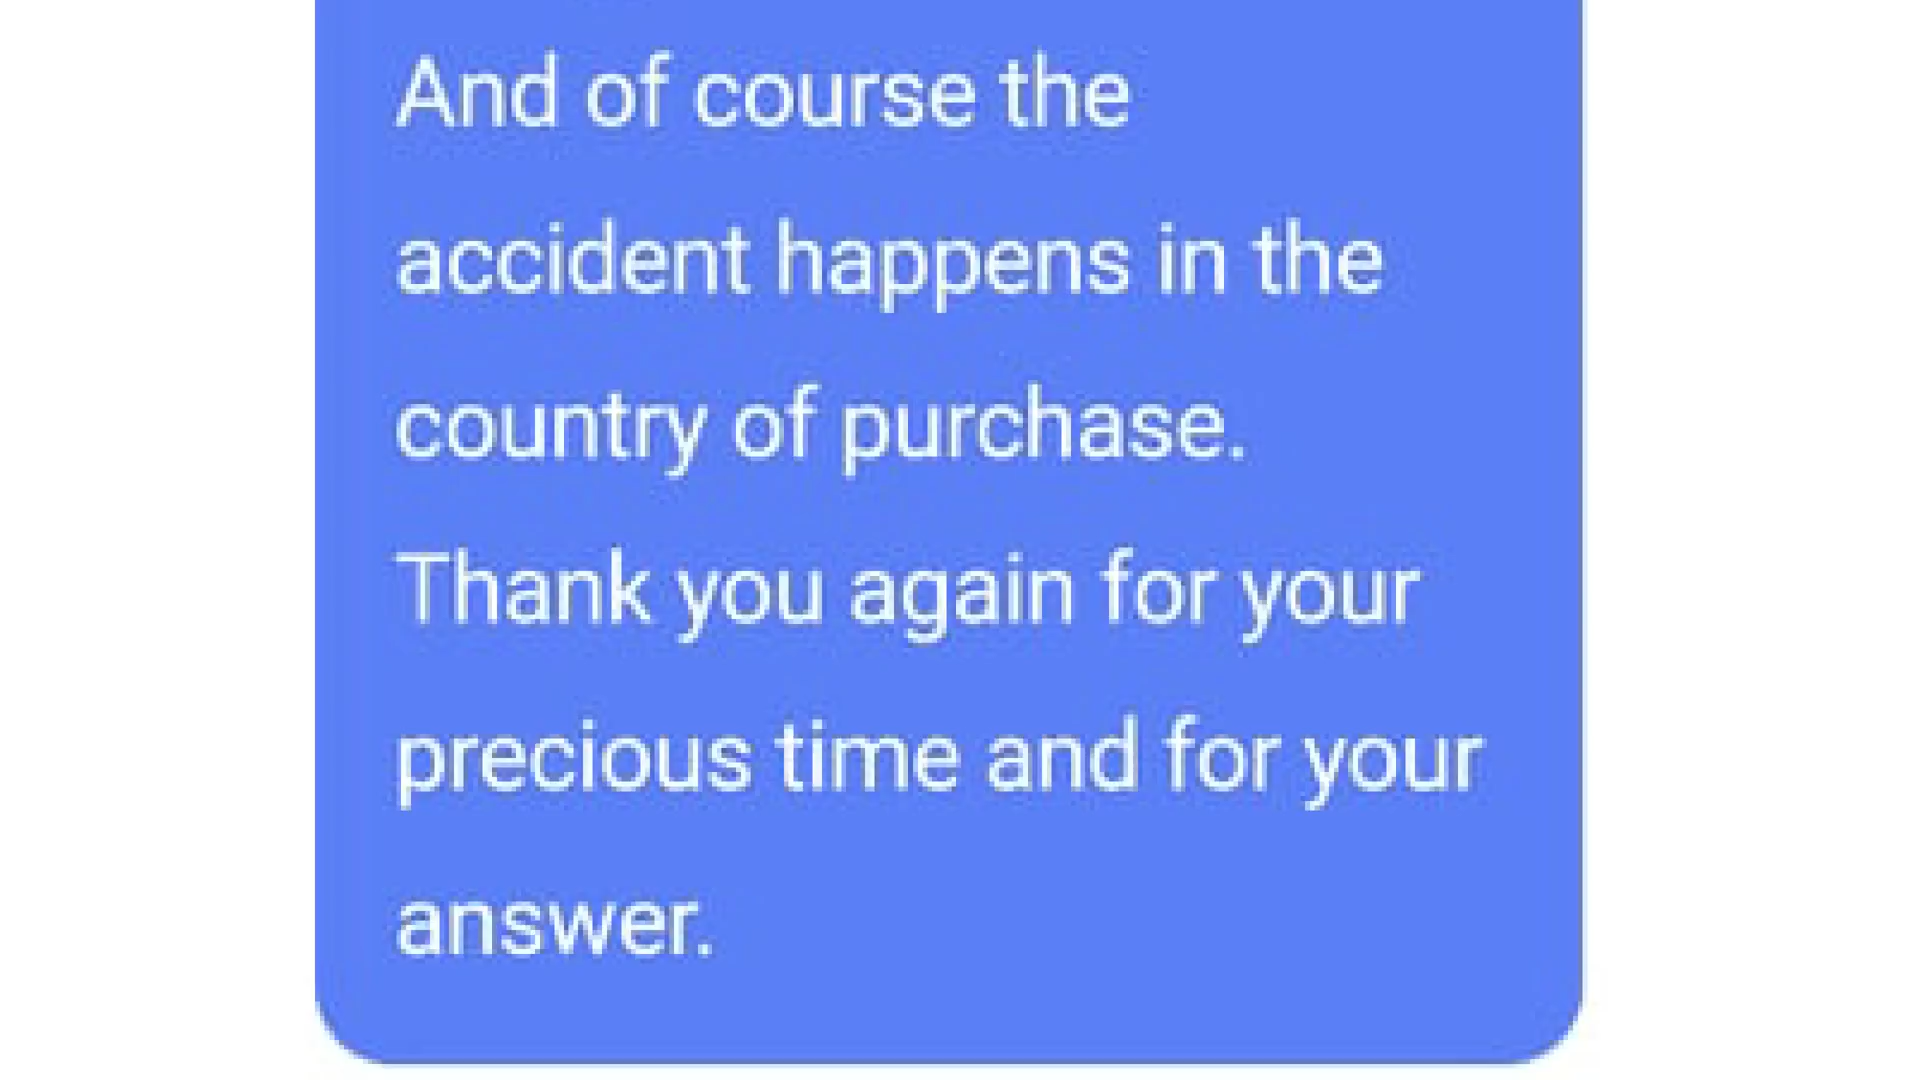 And of course the
accident happens in the
country of purchase.
Thank you again for your
precious time and for your
answer.